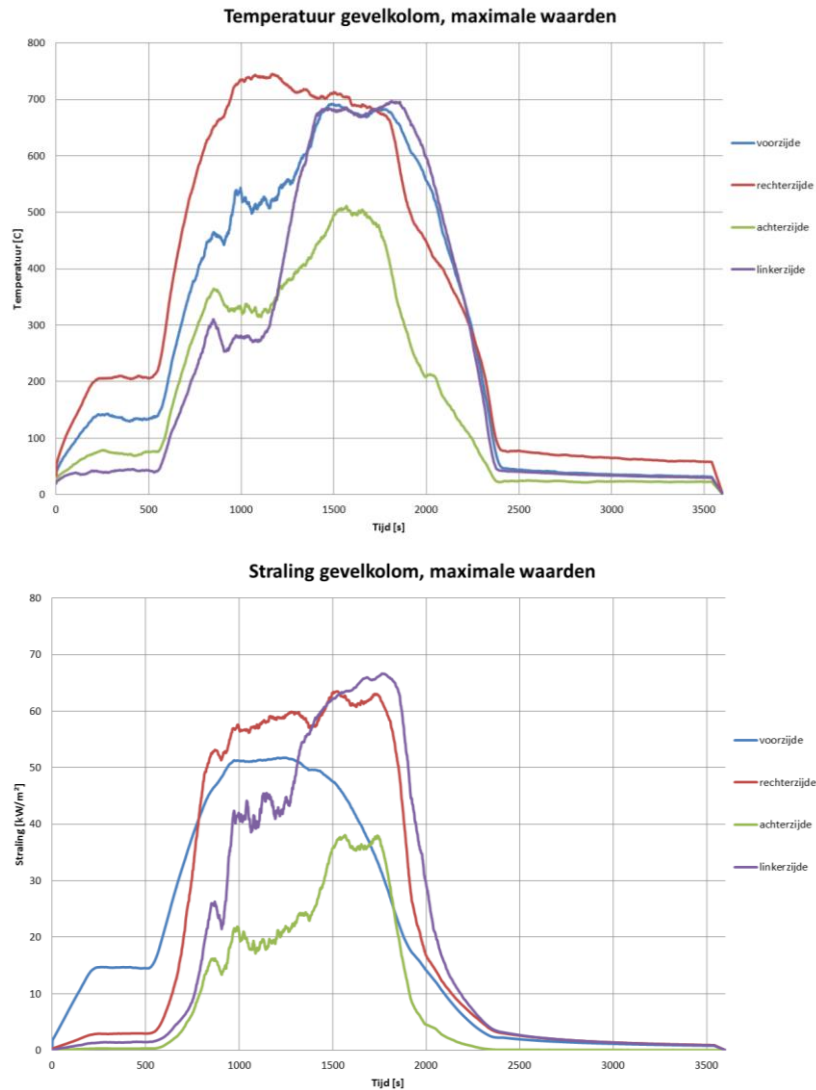 Temperatuur gevelkolom, maximale waarden
800
700
600
500
400
300
200
100
0
Temperatuur [C]
0 500 1000 1500 2000 2500 3000 3500
Tijd [s]
voorzijde
rechterzijde
achterzijde
linkerzijde
Straling gevelkolom, maximale waarden
80
70
60
50
40
30
20
10
0
Straling [kW/m²]
0 500 1000 1500 2000 2500 3000 3500
Tijd [s]
voorzijde
rechterzijde
achterzijde
linkerzijde